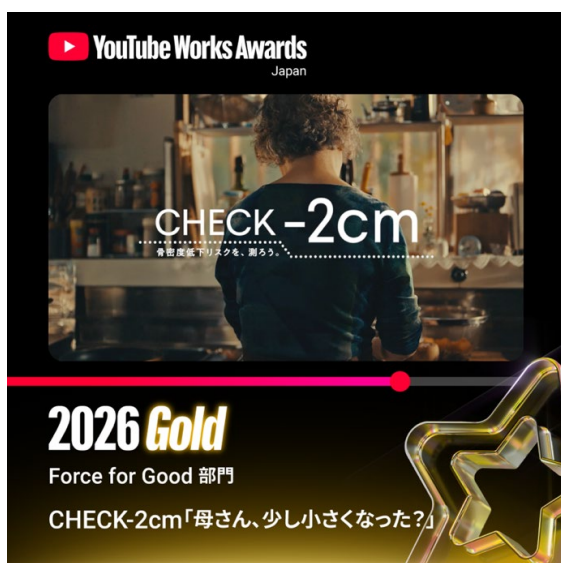 YouTube Works Awards
Japan
CHECK -2cm
骨密度低下リスクを、測ろう。
2026 Gold
Force for Good 部門
CHECK-2cm「母さん、少し小さくなった？」